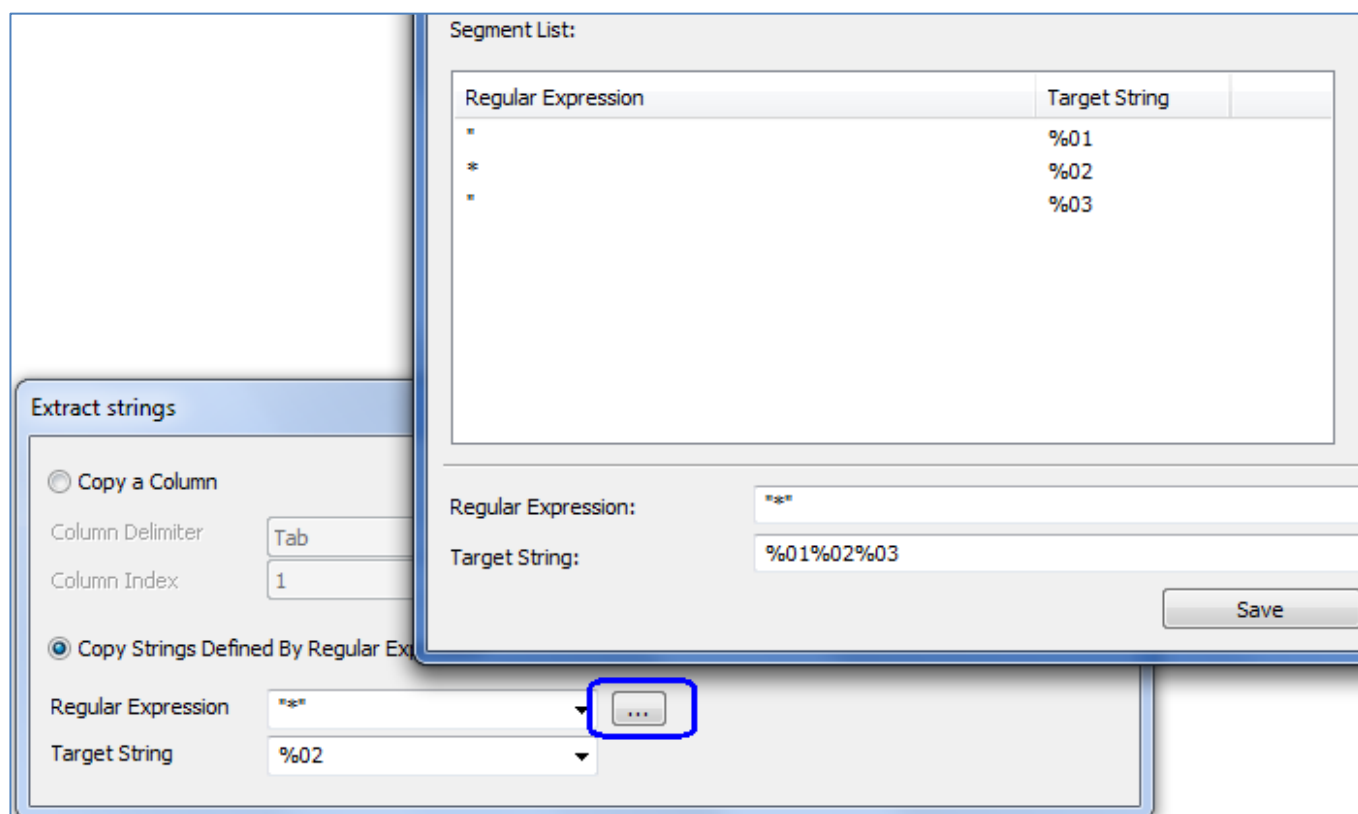 Segment List:
Regular Expression Target String
" %01
* %02
" %03
Regular Expression: "*"
Target String: %01%02%03
Save
Extract strings
Copy a Column
Column Delimiter Tab
Column Index 1
Copy Strings Defined By Regular Exp
Regular Expression "*" ...
Target String %02